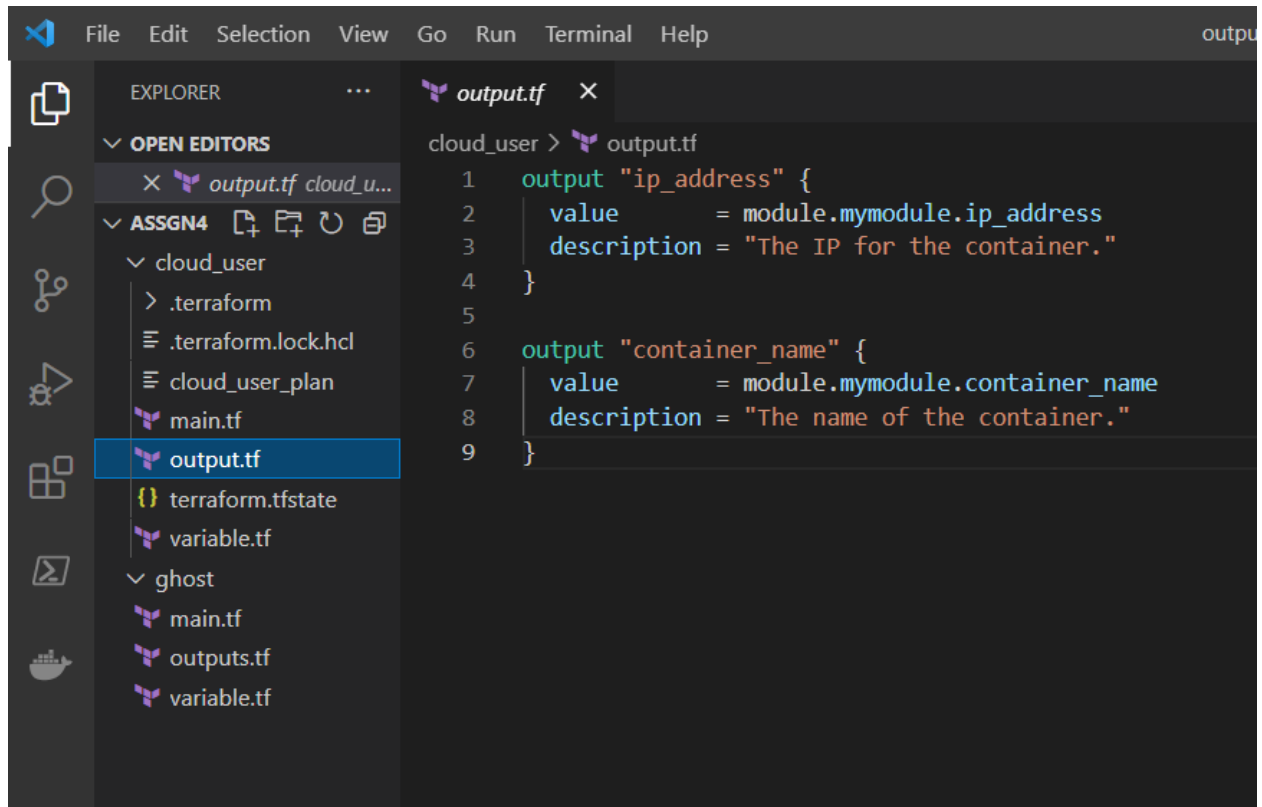 File Edit Selection View Go Run Terminal Help outpu
EXPLORER ...
OPEN EDITORS
output.tf cloud_u...
ASSGN4
cloud_user
.terraform
.terraform.lock.hcl
cloud_user_plan
main.tf
output.tf
terraform.tfstate
variable.tf
ghost
main.tf
outputs.tf
variable.tf
output.tf
cloud_user > output.tf
1 output "ip_address" {
2 value = module.mymodule.ip_address
3 description = "The IP for the container."
4 }
5
6 output "container_name" {
7 value = module.mymodule.container_name
8 description = "The name of the container."
9 }